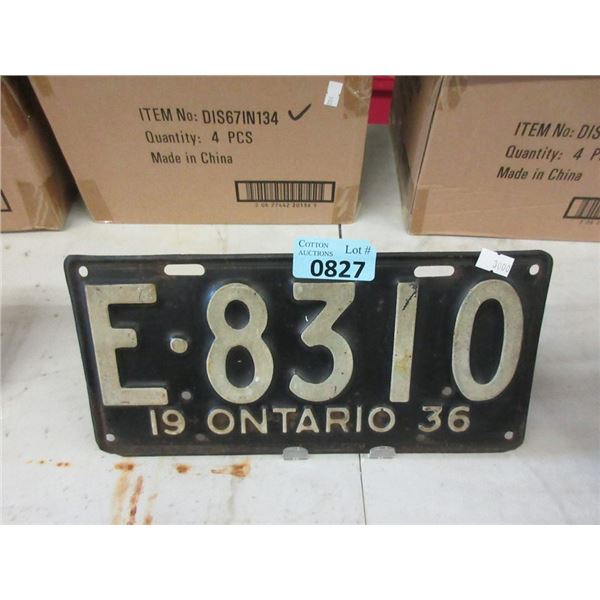 ITEM No: DIS67IN134
Quantity: 4 PCS
Made in China
ITEM No: DIS
Quantity: 4 P
Made in China
COTTON AUCTIONS Lot #
0827
E·8310
19 ONTARIO 36